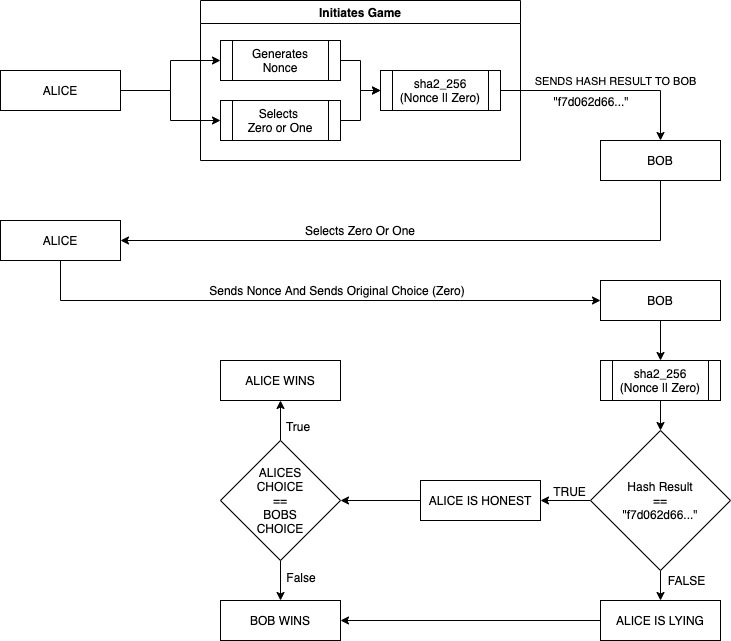 Initiates Game
ALICE
Generates
Nonce
Selects
Zero or One
sha2_256
(Nonce ll Zero)
SENDS HASH RESULT TO BOB
"f7d062d66..."
BOB
ALICE
Selects Zero Or One
Sends Nonce And Sends Original Choice (Zero)
BOB
sha2_256
(Nonce ll Zero)
Hash Result
==
"f7d062d66..."
TRUE
ALICE IS HONEST
ALICES
CHOICE
==
BOBS
CHOICE
True
ALICE WINS
False
BOB WINS
FALSE
ALICE IS LYING